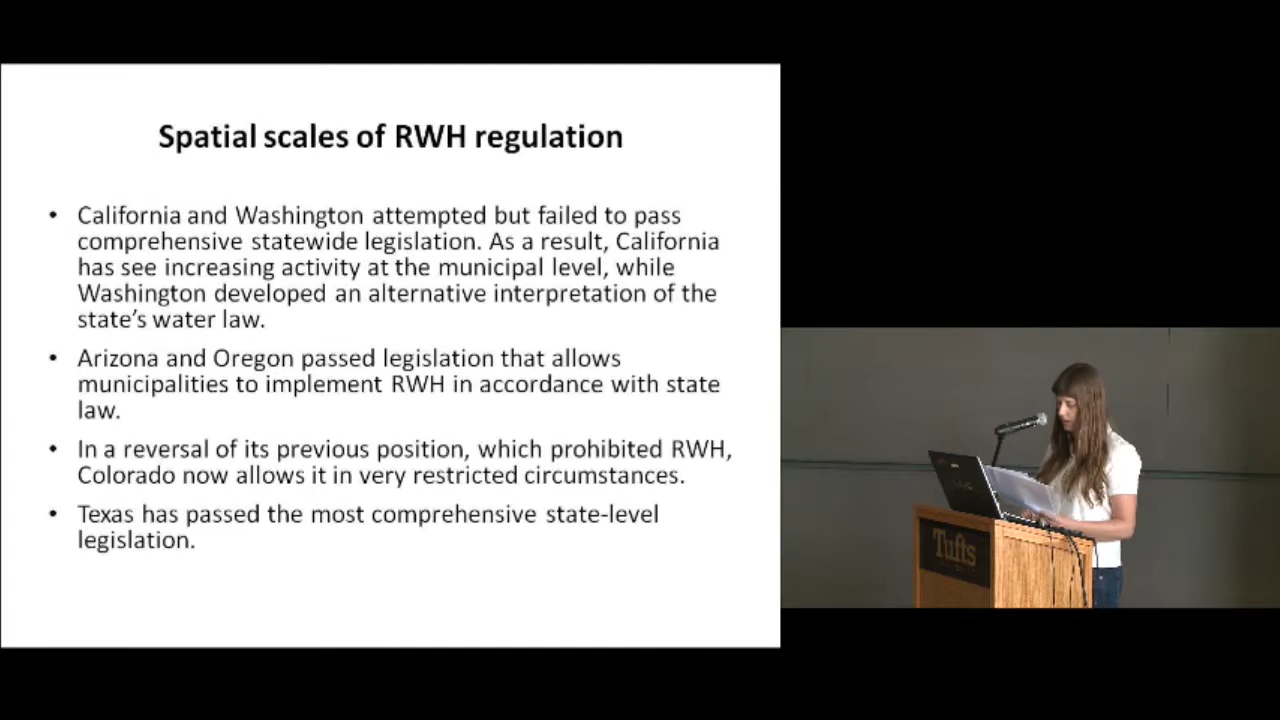 Spatial scales of RWH regulation
• California and Washington attempted but failed to pass
comprehensive statewide legislation. As a result, California
has see increasing activity at the municipal level, while
Washington developed an alternative interpretation of the
state's water law.
• Arizona and Oregon passed legislation that allows
municipalities to implement RWH in accordance with state
law.
• In a reversal of its previous position, which prohibited RWH,
Colorado now allows it in very restricted circumstances.
• Texas has passed the most comprehensive state-level
legislation.
Tufts